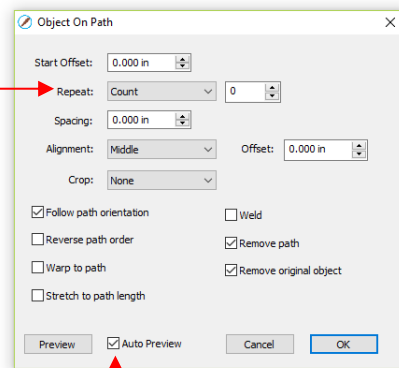 Object On Path
Start Offset: 0.000 in
Repeat: Count 0
Spacing: 0.000 in
Alignment: Middle Offset: 0.000 in
Crop: None
Follow path orientation Weld
Reverse path order Remove path
Warp to path Remove original object
Stretch to path length
Preview Auto Preview Cancel OK